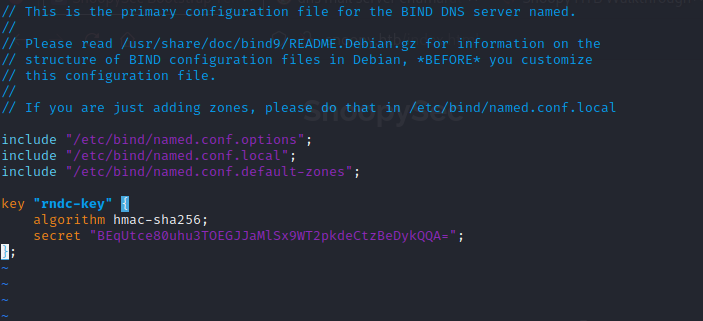 // This is the primary configuration file for the BIND DNS server named.
//
// Please read /usr/share/doc/bind9/README.Debian.gz for information on the
// structure of BIND configuration files in Debian, *BEFORE* you customize
// this configuration file.
//
// If you are just adding zones, please do that in /etc/bind/named.conf.local
SnoopySec
include "/etc/bind/named.conf.options";
include "/etc/bind/named.conf.local";
include "/etc/bind/named.conf.default-zones";
key "rndc-key" {
    algorithm hmac-sha256;
    secret "BEqUtce80uhu3TOEGJJaMlSx9WT2pkdeCtzBeDykQQA=";
};
~
~
~
~